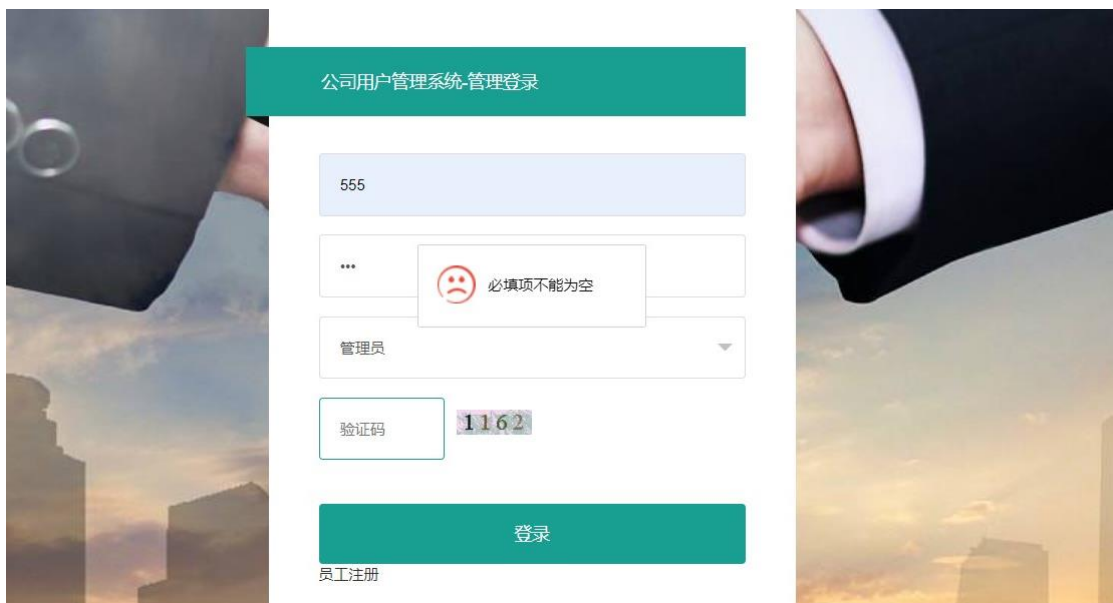 公司用户管理系统-管理登录
555
•••
必填项不能为空
管理员
验证码
1162
登录
员工注册